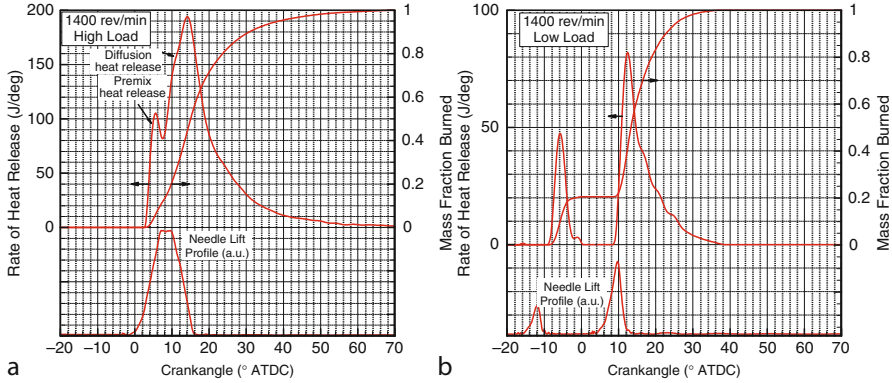 200
150
100
50
0
Rate of Heat Release (J/deg)
1400 rev/min
High Load
Diffusion
heat release
Premix
heat release
Needle Lift
Profile (a.u.)
1
0.8
0.6
0.4
0.2
0
Mass Fraction Burned
−20
−10
0
10
20
30
40
50
60
70
Crankangle (° ATDC)
a
100
50
0
Rate of Heat Release (J/deg)
1400 rev/min
Low Load
Needle Lift
Profile (a.u.)
1
0.8
0.6
0.4
0.2
0
Mass Fraction Burned
−20
−10
0
10
20
30
40
50
60
70
Crankangle (° ATDC)
b